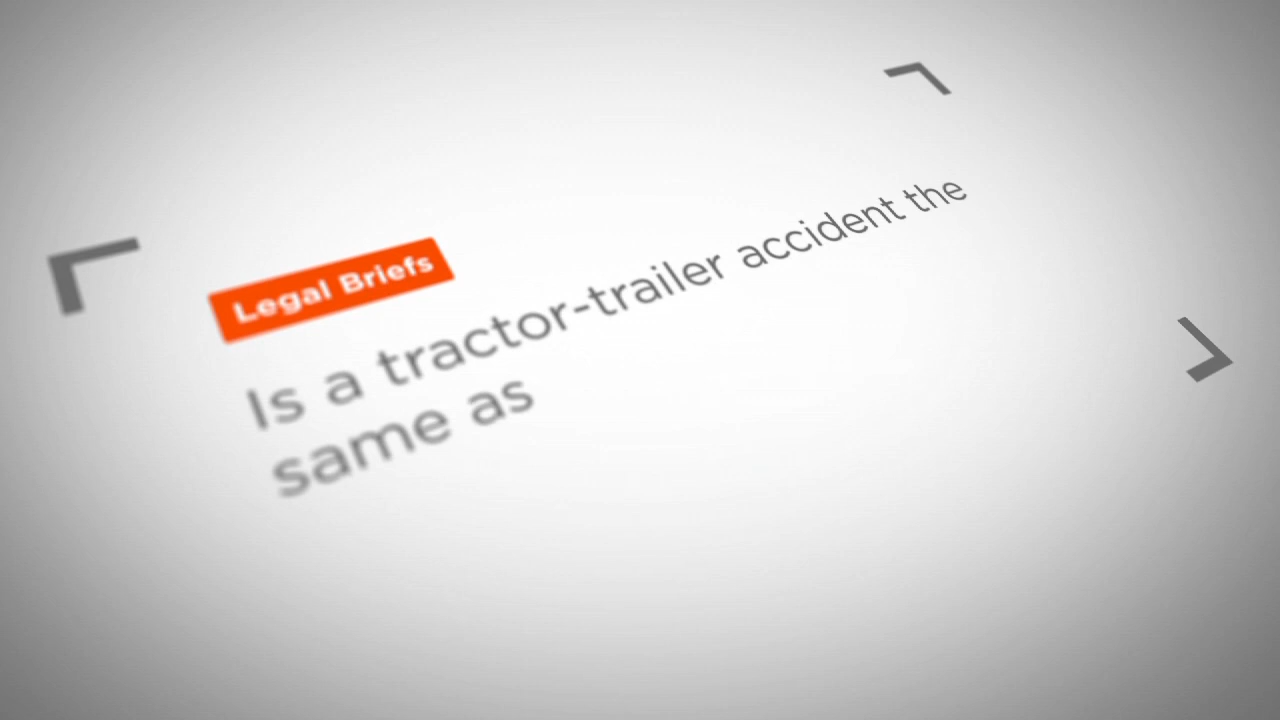 Legal Briefs
Is a tractor-trailer accident the
same as